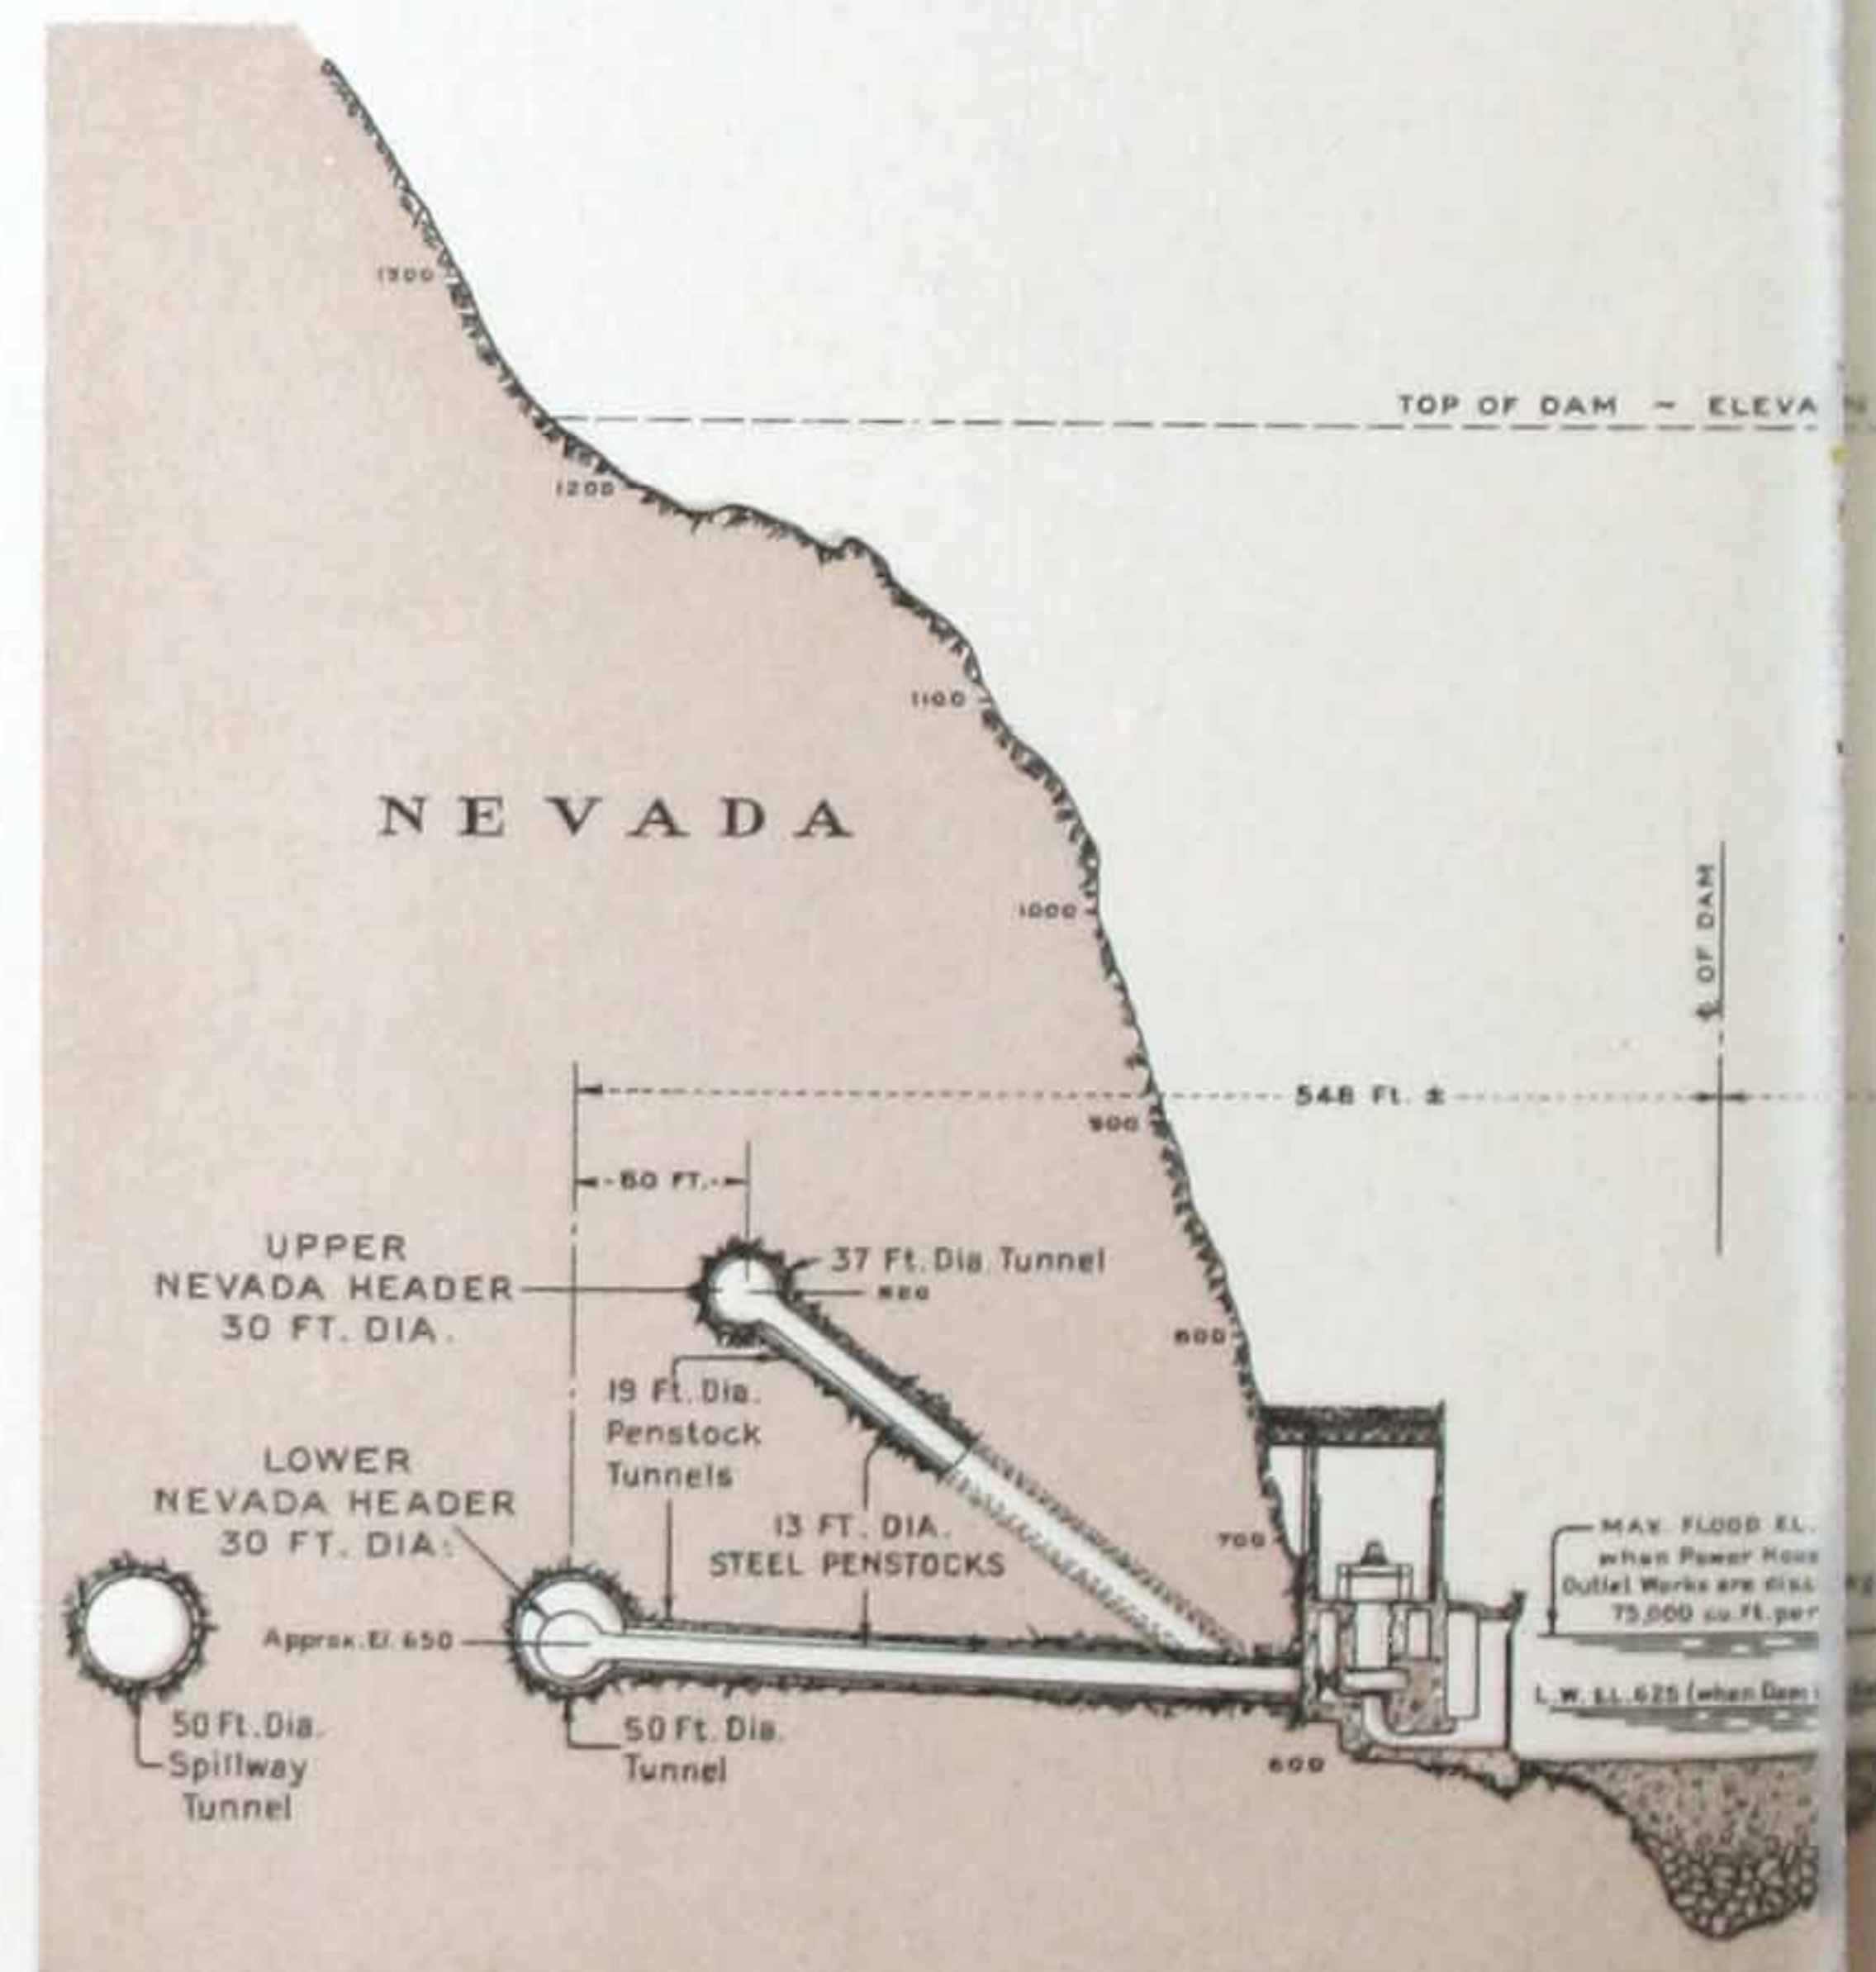 1300
TOP OF DAM ~ ELEVA
1200
1100
NEVADA
1000
℄ OF DAM
548 Ft. ±
900
FT.
UPPER
NEVADA HEADER
30 FT. DIA.
37 Ft. Dia. Tunnel
820
800
19 Ft. Dia.
Penstock
Tunnels
LOWER
NEVADA HEADER
30 FT. DIA.
13 FT. DIA.
STEEL PENSTOCKS
700
MAX. FLOOD EL.
when Power Hous
Outlet Works are disc
75,000 cu. ft. per
Approx. El. 650
L. W. EL. 625 (when Dam
50 Ft. Dia.
Spillway
Tunnel
50 Ft. Dia.
Tunnel
600